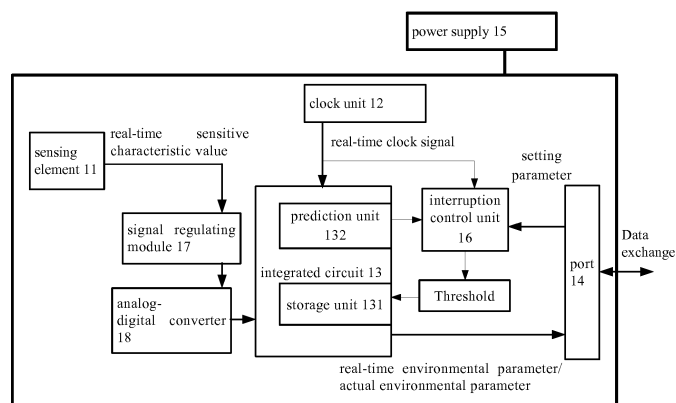 power supply 15
clock unit 12
real-time sensitive
characteristic value
real-time clock signal
sensing
element 11
setting
parameter
prediction unit
132
interruption
control unit
16
signal regulating
module 17
Data
exchange
integrated circuit 13
port
14
storage unit 131
Threshold
analog-
digital converter
18
real-time environmental parameter/
actual environmental parameter